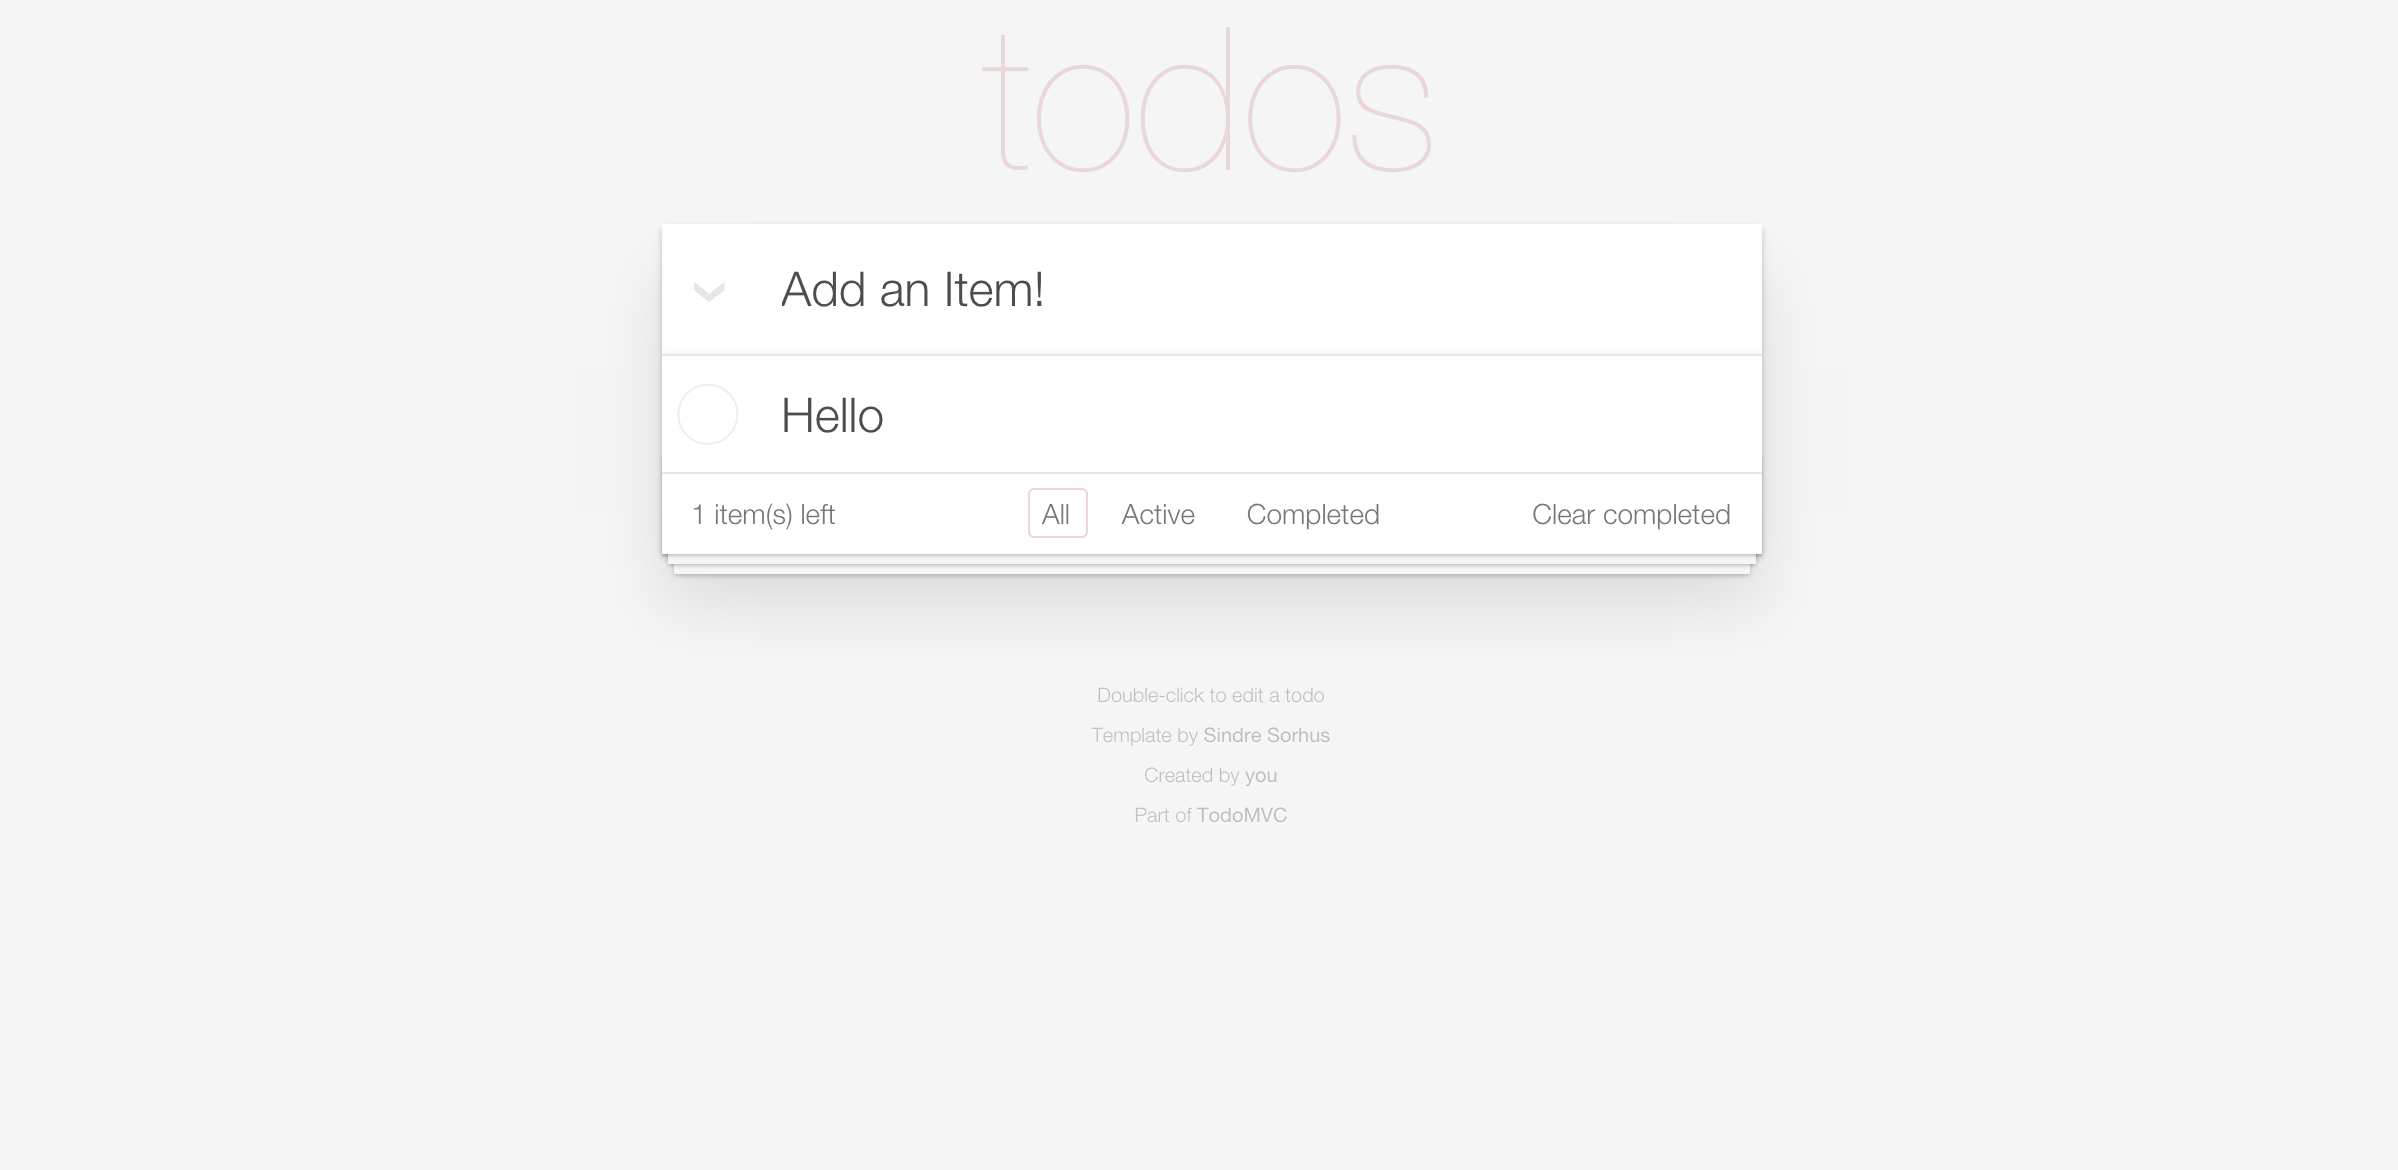 todos
Add an Item!
Hello
1 item(s) left All Active Completed Clear completed
Double-click to edit a todo
Template by Sindre Sorhus
Created by you
Part of TodoMVC